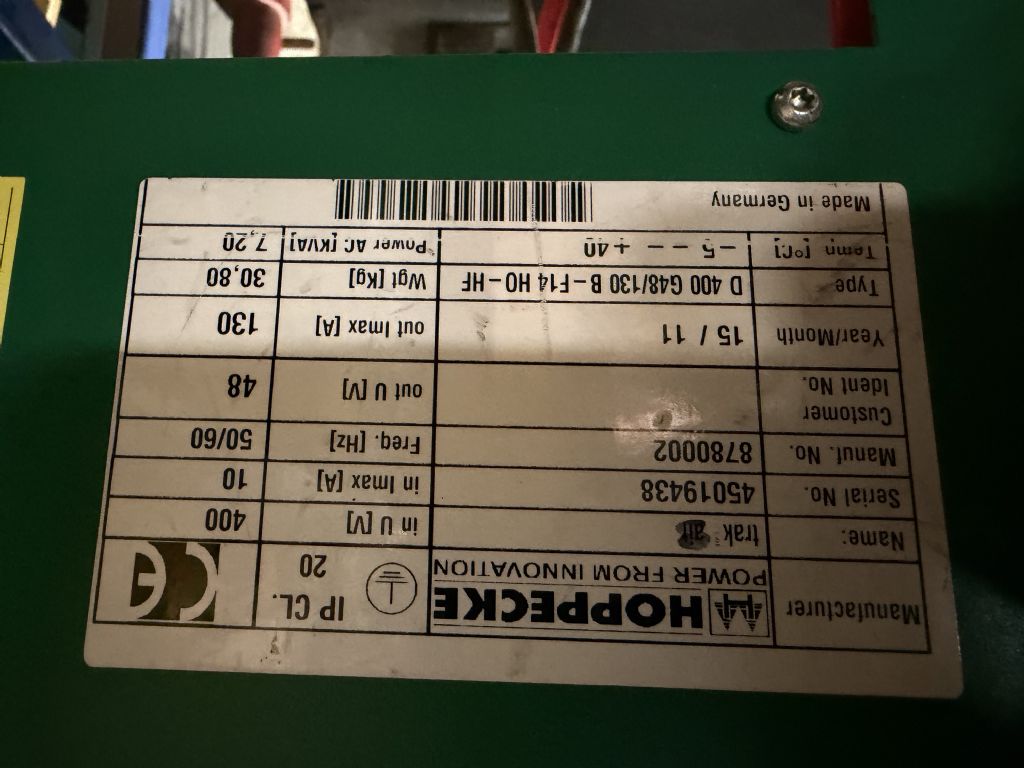 Manufacturer HOPPECKE IP CL.
POWER FROM INNOVATION 20 CE
Name: trak air in U [V] 400
Serial No. 45019438 in Imax [A] 10
Manuf. No. 8780002 Freq. [Hz] 50/60
Customer
Ident No. out U [V] 48
Year/Month 15 / 11 out Imax [A] 130
Type D 400 G48/130 B-F14 HO-HF Wgt [Kg] 30,80
Temp [°C] -5 - - +40 Power AC [KVA] 7,20
Made in Germany